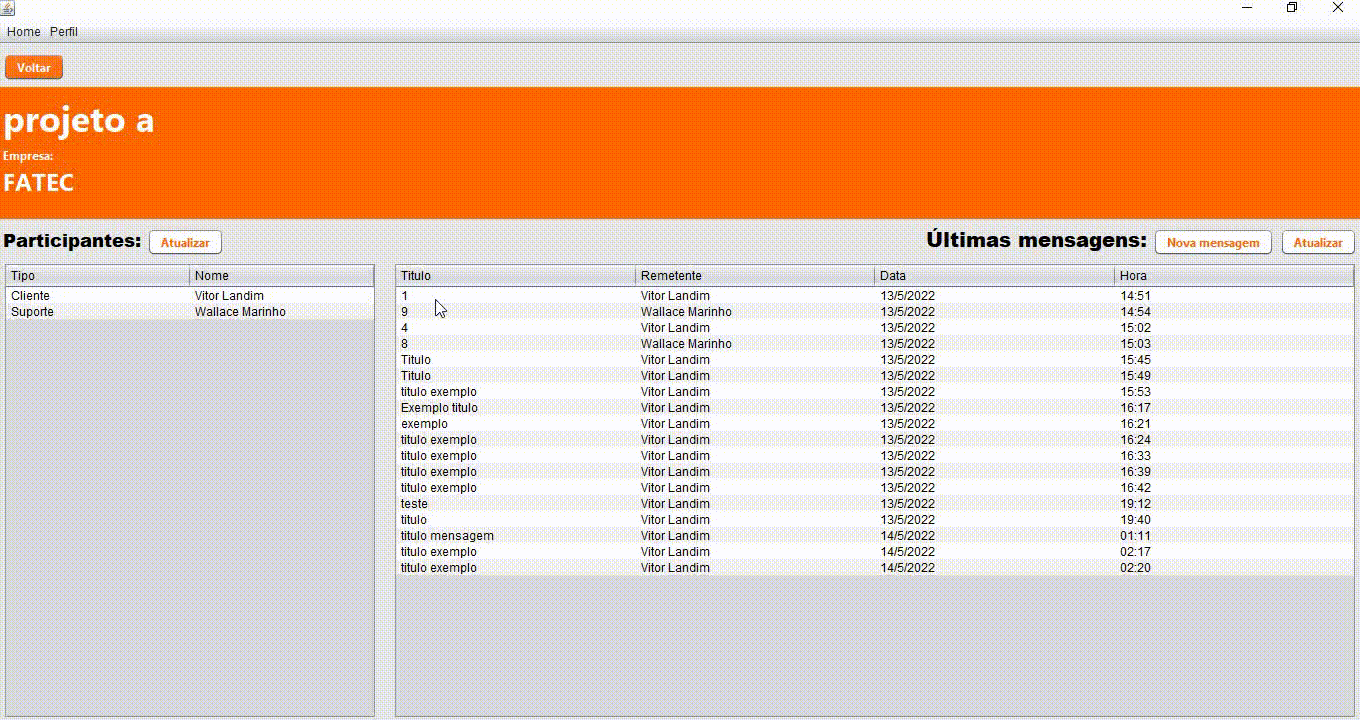 Home Perfil
Voltar
projeto a
Empresa:
FATEC
Participantes: Atualizar
Tipo Nome
Cliente Vitor Landim
Suporte Wallace Marinho
Últimas mensagens: Nova mensagem Atualizar
Titulo Remetente Data Hora
1 Vitor Landim 13/5/2022 14:51
9 Wallace Marinho 13/5/2022 14:54
4 Vitor Landim 13/5/2022 15:02
8 Wallace Marinho 13/5/2022 15:03
Titulo Vitor Landim 13/5/2022 15:45
Titulo Vitor Landim 13/5/2022 15:49
titulo exemplo Vitor Landim 13/5/2022 15:53
Exemplo titulo Vitor Landim 13/5/2022 16:17
exemplo Vitor Landim 13/5/2022 16:21
titulo exemplo Vitor Landim 13/5/2022 16:24
titulo exemplo Vitor Landim 13/5/2022 16:33
titulo exemplo Vitor Landim 13/5/2022 16:39
titulo exemplo Vitor Landim 13/5/2022 16:42
teste Vitor Landim 13/5/2022 19:12
titulo Vitor Landim 13/5/2022 19:40
titulo mensagem Vitor Landim 14/5/2022 01:11
titulo exemplo Vitor Landim 14/5/2022 02:17
titulo exemplo Vitor Landim 14/5/2022 02:20